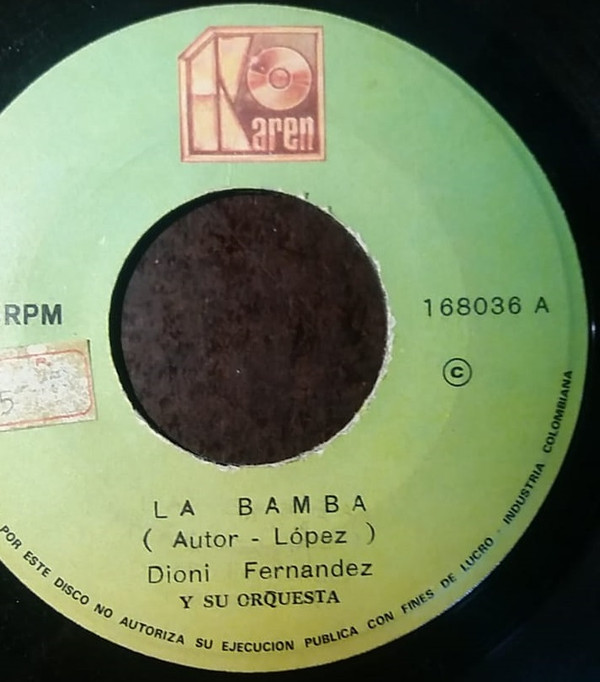 Karen
RPM
168036 A
©
LA BAMBA
( Autor - López )
Dioni Fernandez
Y SU ORQUESTA
POR ESTE DISCO NO AUTORIZA SU EJECUCION PUBLICA CON FINES DE LUCRO - INDUSTRIA COLOMBIANA